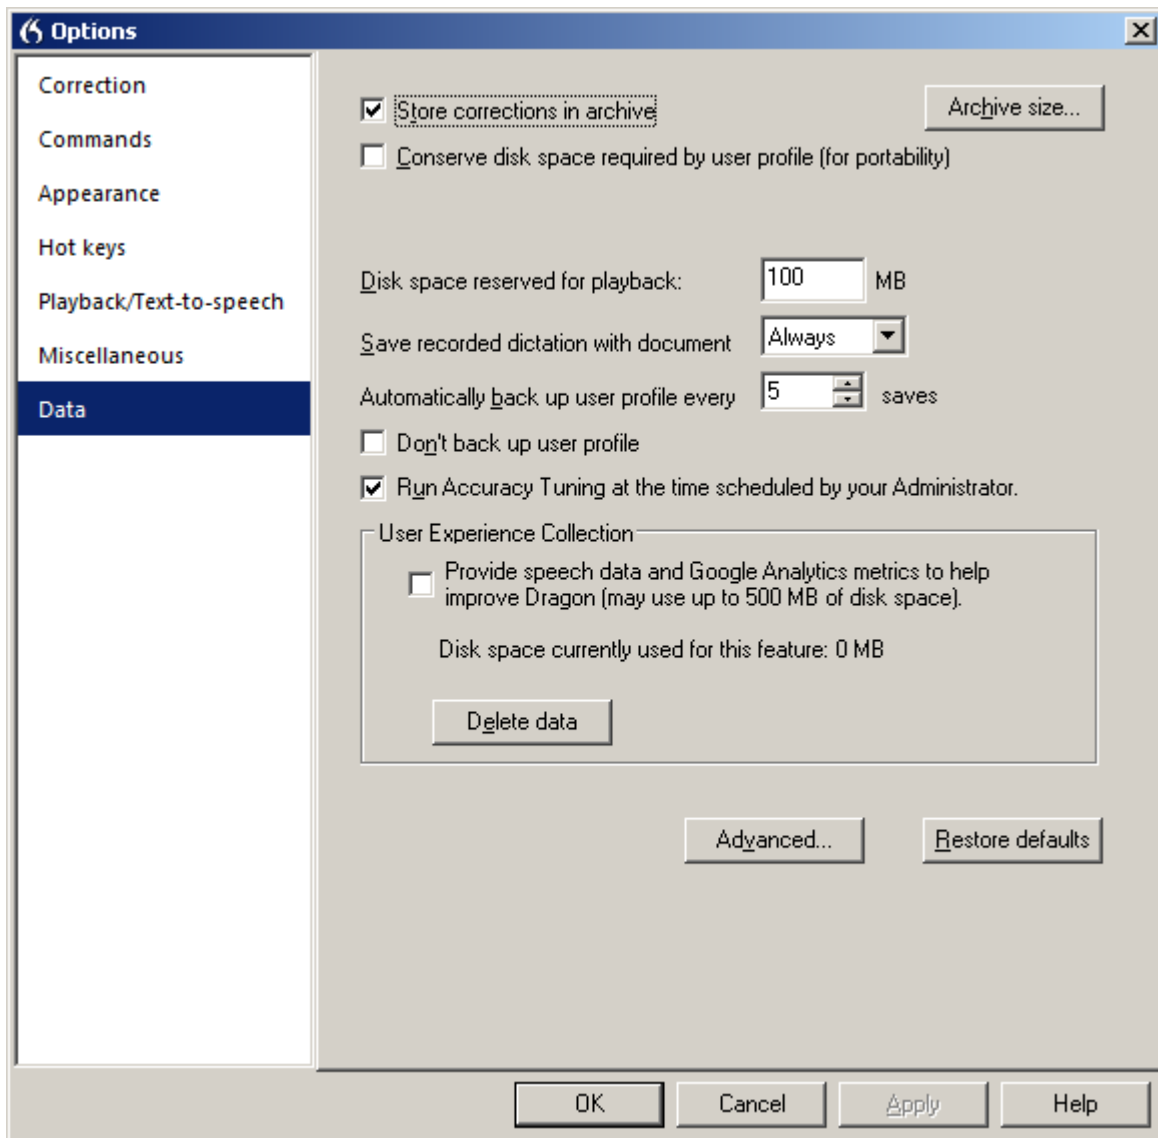 Options
Correction
Commands
Appearance
Hot keys
Playback/Text-to-speech
Miscellaneous
Data
Store corrections in archive
Archive size...
Conserve disk space required by user profile (for portability)
Disk space reserved for playback: 100 MB
Save recorded dictation with document Always
Automatically back up user profile every 5 saves
Don't back up user profile
Run Accuracy Tuning at the time scheduled by your Administrator.
User Experience Collection
Provide speech data and Google Analytics metrics to help
improve Dragon (may use up to 500 MB of disk space).
Disk space currently used for this feature: 0 MB
Delete data
Advanced... Restore defaults
OK Cancel Apply Help